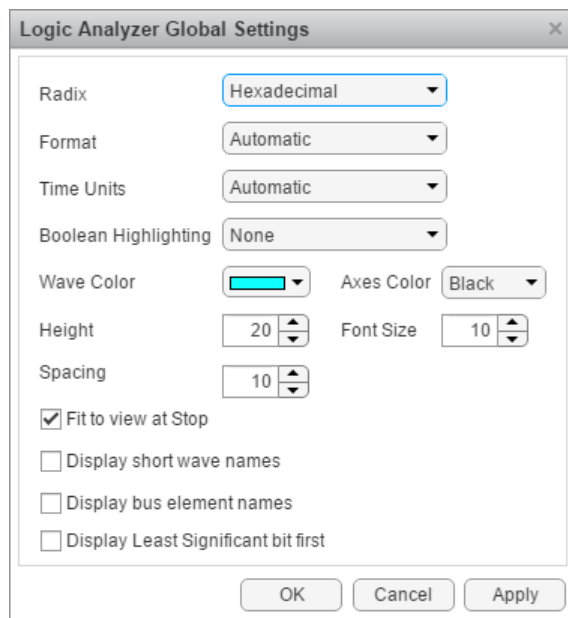 Logic Analyzer Global Settings
Radix Hexadecimal
Format Automatic
Time Units Automatic
Boolean Highlighting None
Wave Color Axes Color Black
Height 20 Font Size 10
Spacing 10
Fit to view at Stop
Display short wave names
Display bus element names
Display Least Significant bit first
OK Cancel Apply